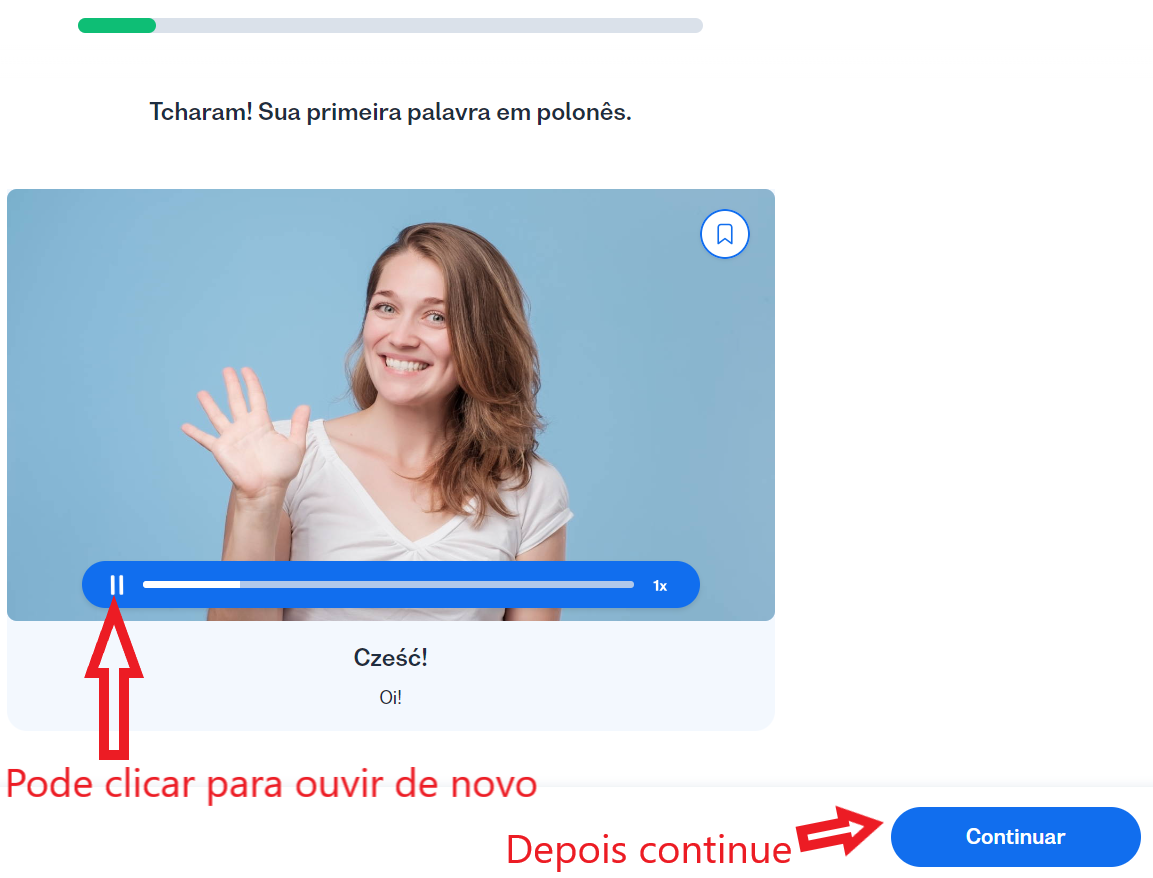 Tcharam! Sua primeira palavra em polonês.
1x
Cześć!
Oi!
Pode clicar para ouvir de novo
Depois continue
Continuar